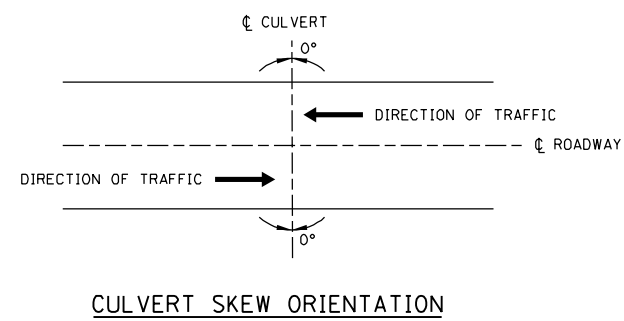 ℄ CULVERT
0°
DIRECTION OF TRAFFIC
℄ ROADWAY
DIRECTION OF TRAFFIC
0°
CULVERT SKEW ORIENTATION